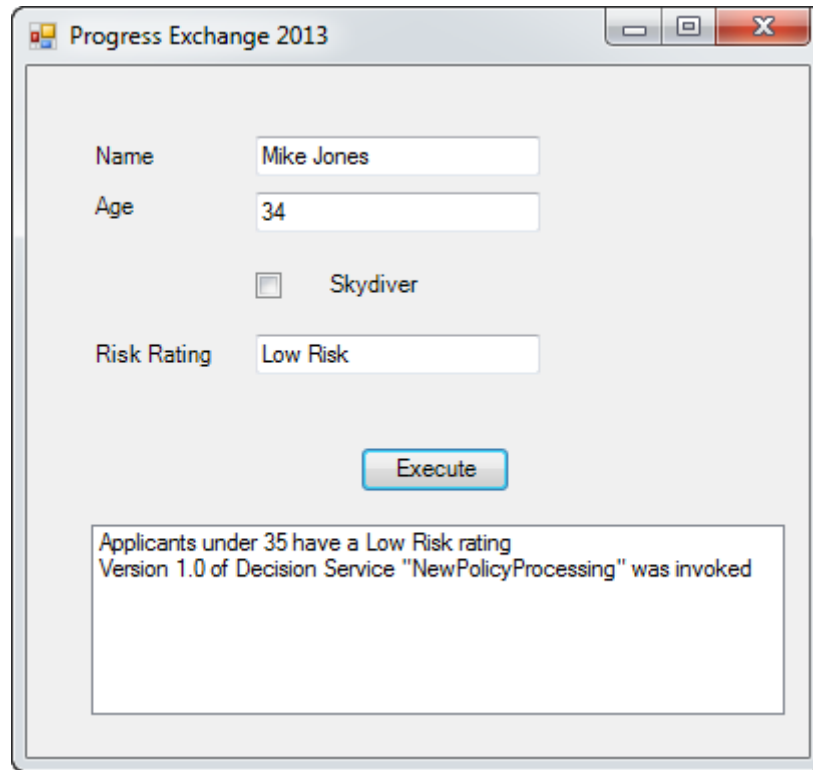 Progress Exchange 2013
Name Mike Jones
Age 34
Skydiver
Risk Rating Low Risk
Execute
Applicants under 35 have a Low Risk rating
Version 1.0 of Decision Service "NewPolicyProcessing" was invoked